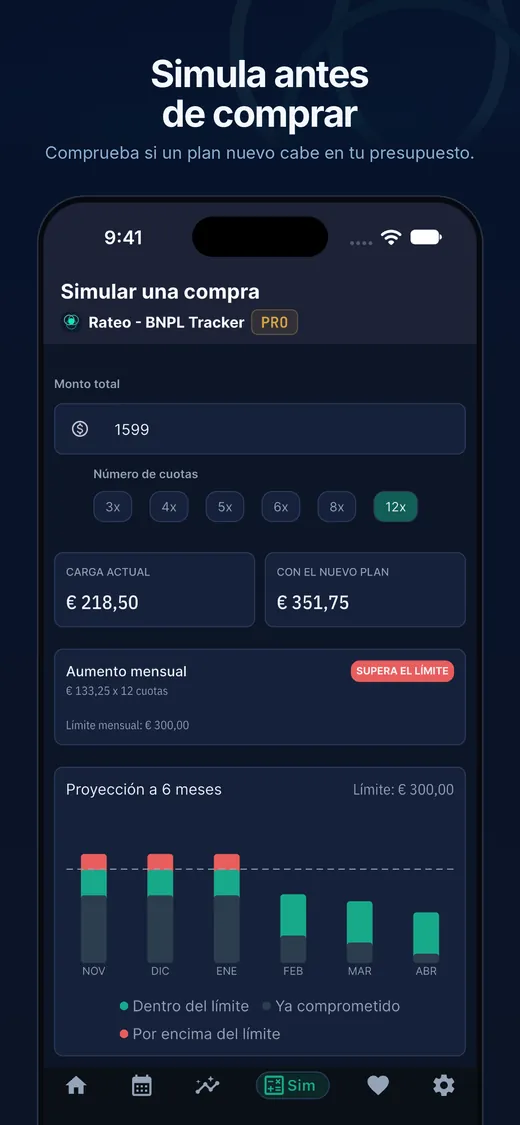 Simula antes
de comprar
Comprueba si un plan nuevo cabe en tu presupuesto.
9:41
Simular una compra
Rateo - BNPL Tracker PRO
Monto total
1599
Número de cuotas
3x 4x 5x 6x 8x 12x
CARGA ACTUAL CON EL NUEVO PLAN
€ 218,50 € 351,75
Aumento mensual SUPERA EL LÍMITE
€ 133,25 x 12 cuotas
Límite mensual: € 300,00
Proyección a 6 meses Límite: € 300,00
NOV DIC ENE FEB MAR ABR
Dentro del límite Ya comprometido
Por encima del límite
Sim